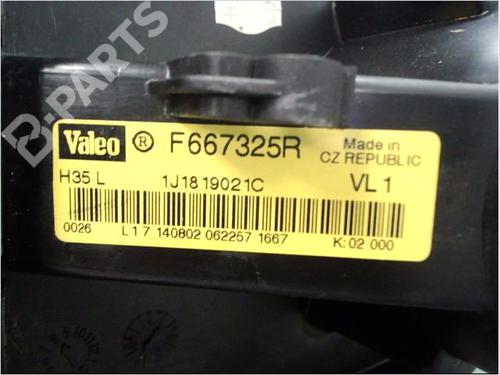 B-PARTS
Valeo ® F667325R Made in
CZ REPUBLIC
H35 L 1J1819021C VL 1
0026 L 1 7 140802 062257 1667 K: 02 000